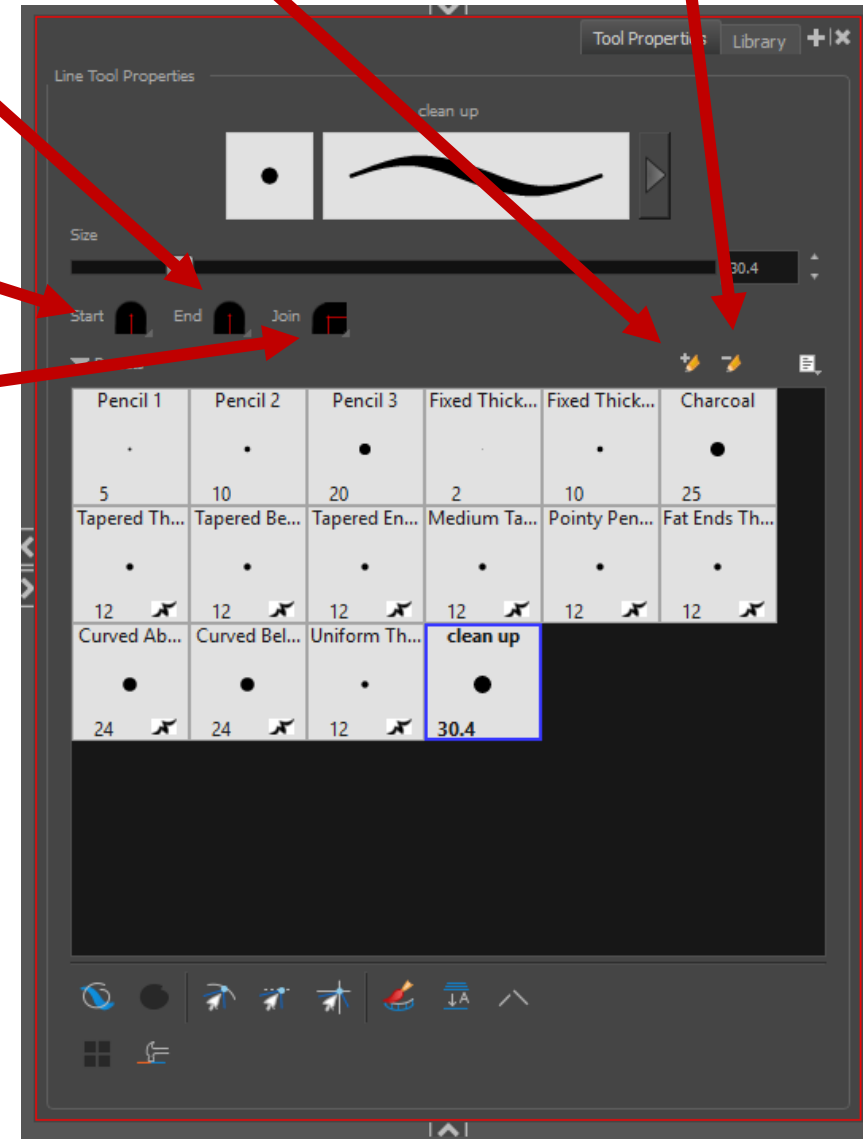 Tool Properties Library
Line Tool Properties
clean up
Size
30.4
Start End Join
Pencil 1 Pencil 2 Pencil 3 Fixed Thick... Fixed Thick... Charcoal
5 10 20 2 10 25
Tapered Th... Tapered Be... Tapered En... Medium Ta... Pointy Pen... Fat Ends Th...
12 12 12 12 12 12
Curved Ab... Curved Bel... Uniform Th... clean up
24 24 12 30.4
A